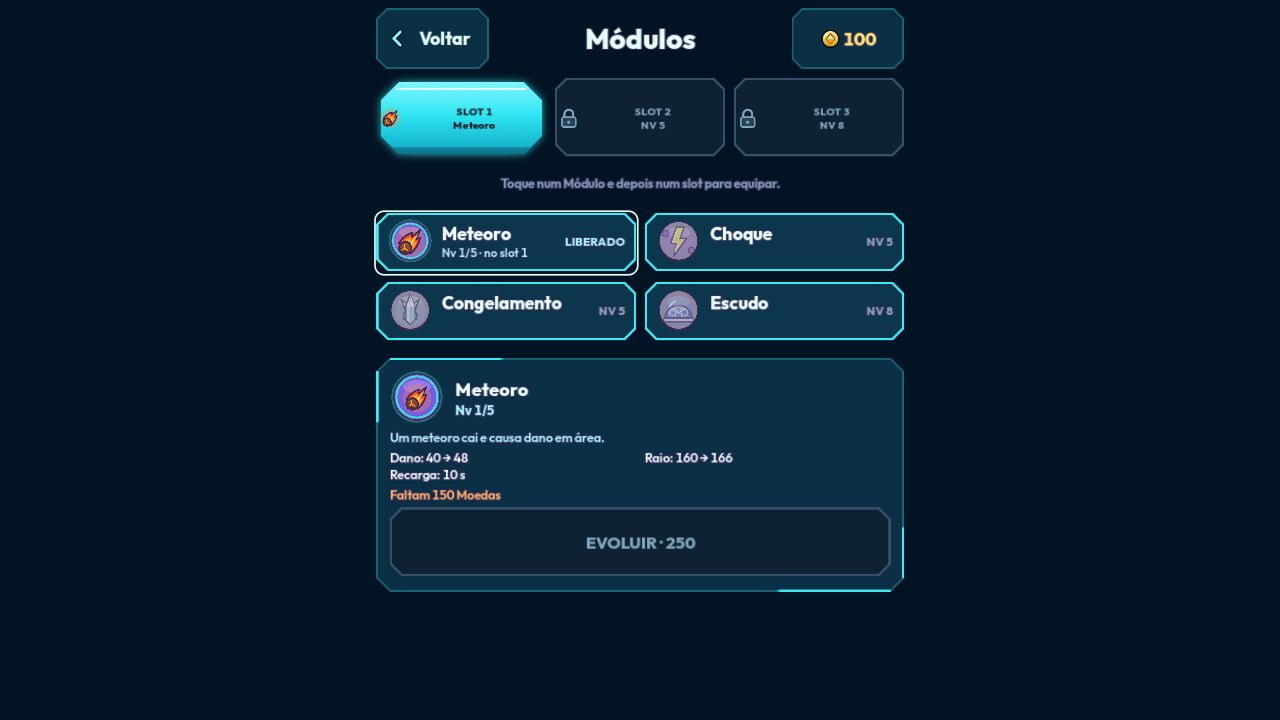 Voltar
Módulos
100
SLOT 1
Meteoro
SLOT 2
NV 5
SLOT 3
NV 8
Toque num Módulo e depois num slot para equipar.
Meteoro
Nv 1/5 · no slot 1
LIBERADO
Choque
NV 5
Congelamento
NV 5
Escudo
NV 8
Meteoro
Nv 1/5
Um meteoro cai e causa dano em área.
Dano: 40 → 48
Raio: 160 → 166
Recarga: 10 s
Faltam 150 Moedas
EVOLUIR · 250